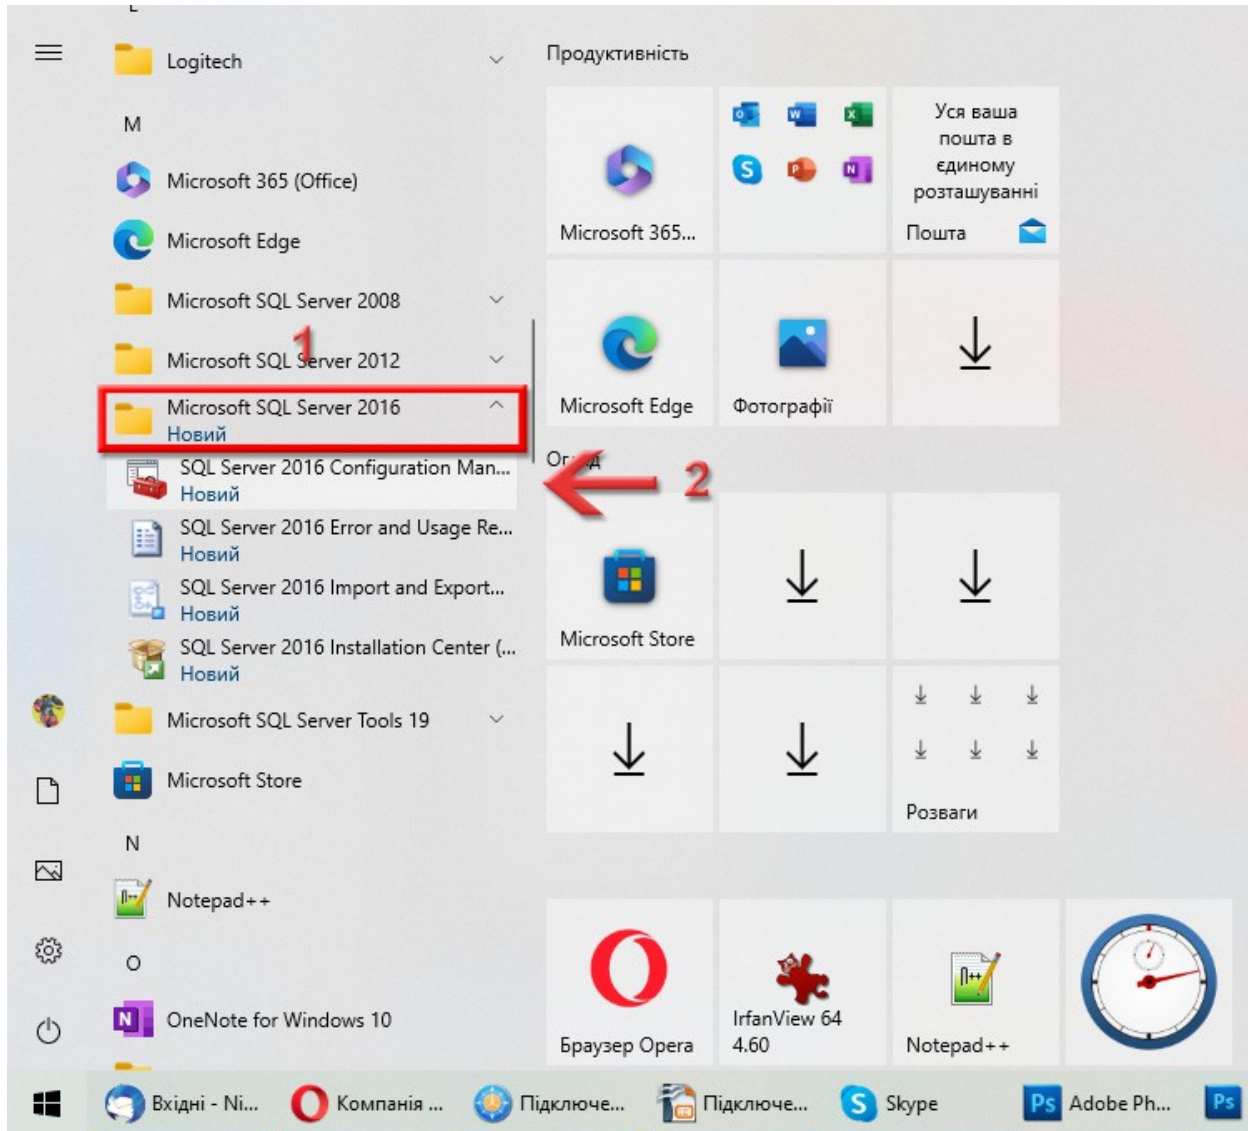 Logitech
M
Microsoft 365 (Office)
Microsoft Edge
Microsoft SQL Server 2008
1
Microsoft SQL Server 2012
Microsoft SQL Server 2016
Новий
SQL Server 2016 Configuration Man...
Новий
SQL Server 2016 Error and Usage Re...
Новий
SQL Server 2016 Import and Export...
Новий
SQL Server 2016 Installation Center (...
Новий
Microsoft SQL Server Tools 19
Microsoft Store
N
Notepad++
O
OneNote for Windows 10
Продуктивність
Microsoft 365...
Уся ваша
пошта в
єдиному
розташуванні
Пошта
Microsoft Edge
Фотографії
2
Microsoft Store
Розваги
Браузер Opera
IrfanView 64
4.60
Notepad++
Вхідні - Ni...
Компанія ...
Підключе...
Підключе...
Skype
Ps
Adobe Ph...
Ps